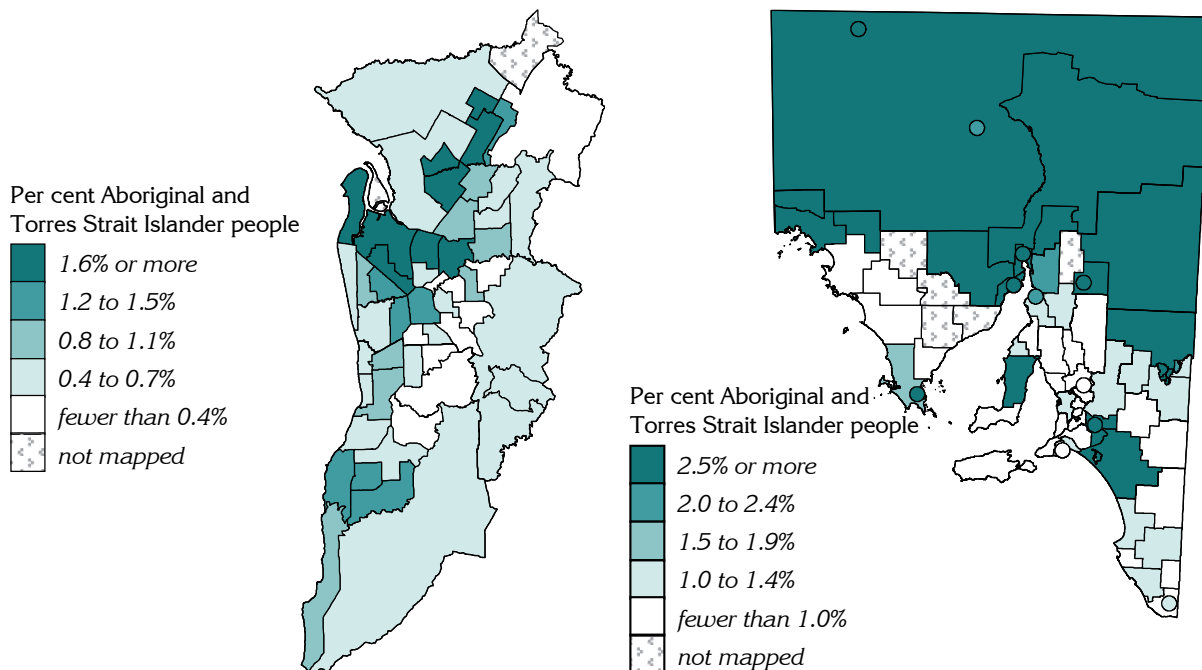 Per cent Aboriginal and
Torres Strait Islander people
1.6% or more
1.2 to 1.5%
0.8 to 1.1%
0.4 to 0.7%
fewer than 0.4%
not mapped
Per cent Aboriginal and
Torres Strait Islander people
2.5% or more
2.0 to 2.4%
1.5 to 1.9%
1.0 to 1.4%
fewer than 1.0%
not mapped